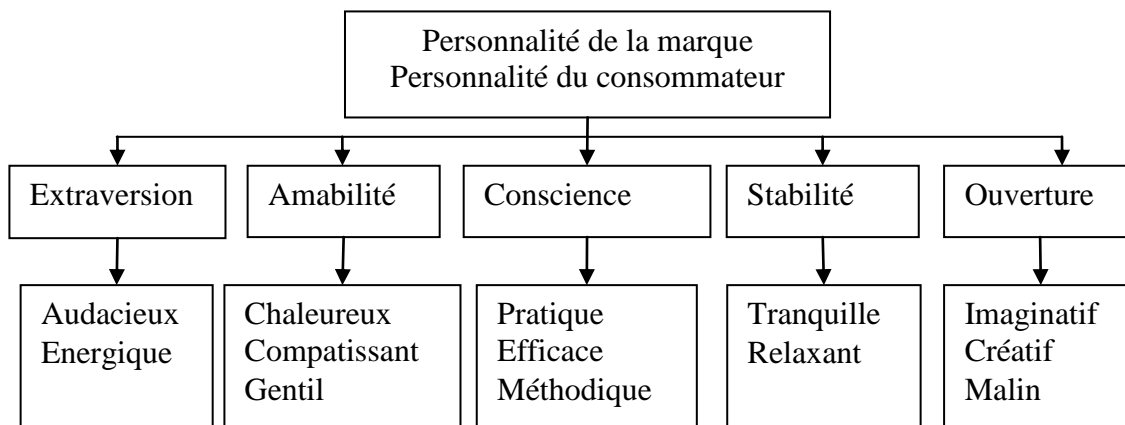 Personnalité de la marque
Personnalité du consommateur
Extraversion
Amabilité
Conscience
Stabilité
Ouverture
Audacieux
Energique
Chaleureux
Compatissant
Gentil
Pratique
Efficace
Méthodique
Tranquille
Relaxant
Imaginatif
Créatif
Malin